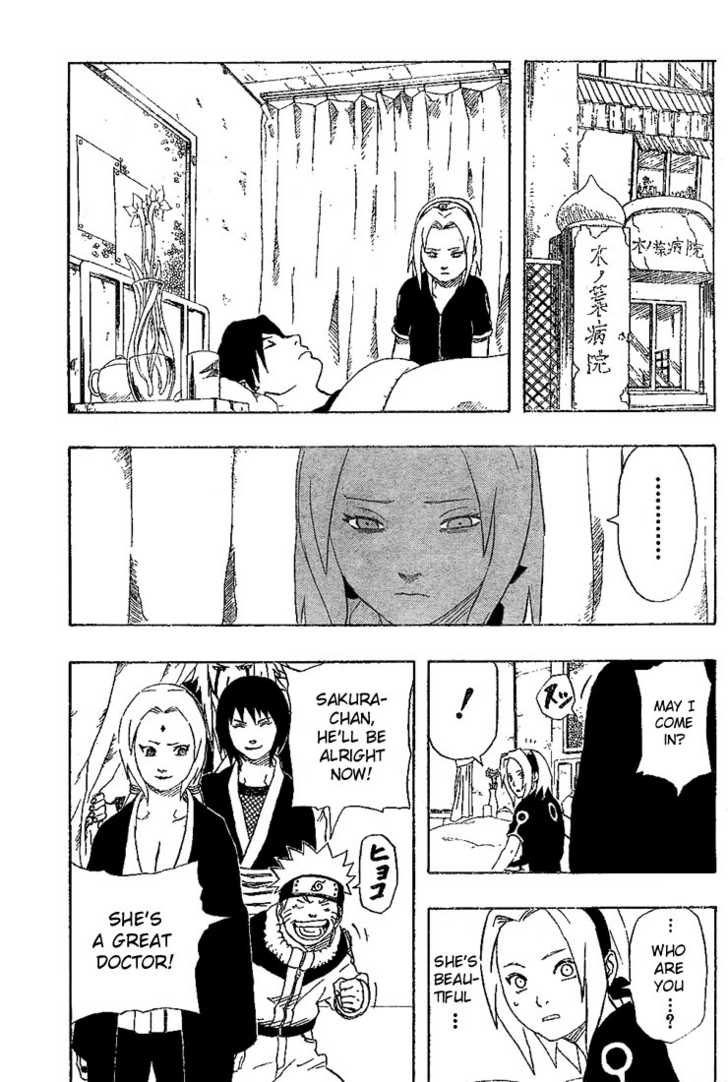 木ノ葉病院
木ノ葉病院
………
MAY I
COME
IN?
ズッ
!
…
WHO
ARE
YOU
…?
SHE'S
BEAU-
TIFUL
…
SAKURA-
CHAN,
HE'LL BE
ALRIGHT
NOW!
ヒョコ
SHE'S
A GREAT
DOCTOR!